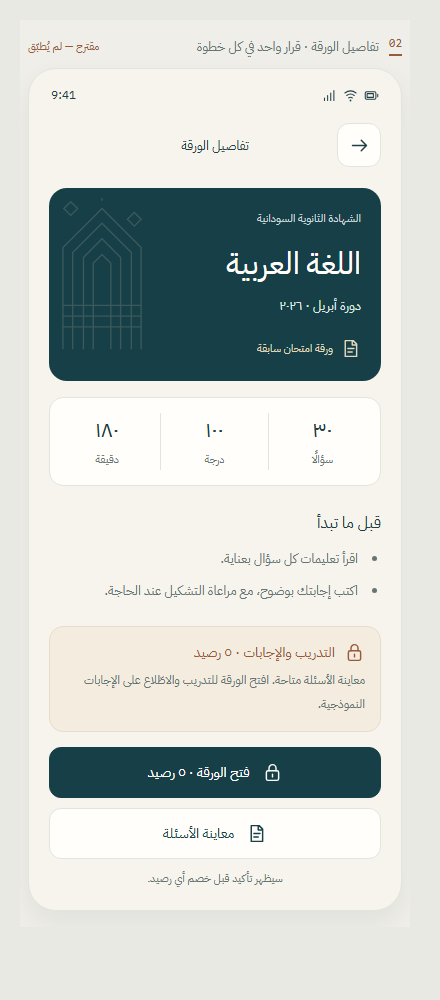 02 تفاصيل الورقة · قرار واحد في كل خطوة
مقترح — لم يُطبّق
9:41
تفاصيل الورقة
الشهادة الثانوية السودانية
اللغة العربية
دورة أبريل · ٢٠٢٦
ورقة امتحان سابقة
٣٠
سؤالًا
١٠٠
درجة
١٨٠
دقيقة
قبل ما تبدأ
• اقرأ تعليمات كل سؤال بعناية.
• اكتب إجابتك بوضوح، مع مراعاة التشكيل عند الحاجة.
التدريب والإجابات · ٥ رصيد
معاينة الأسئلة متاحة. افتح الورقة للتدريب والاطّلاع على الإجابات
النموذجية.
فتح الورقة · ٥ رصيد
معاينة الأسئلة
سيظهر تأكيد قبل خصم أي رصيد.